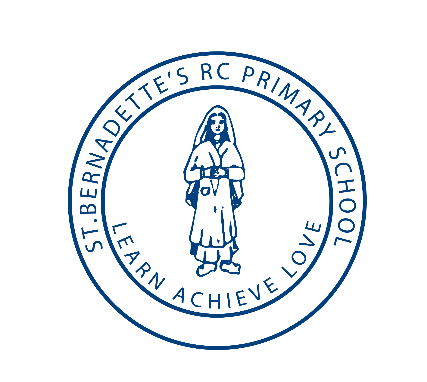 ST.BERNADETTE'S RC PRIMARY SCHOOL
LEARN ACHIEVE LOVE